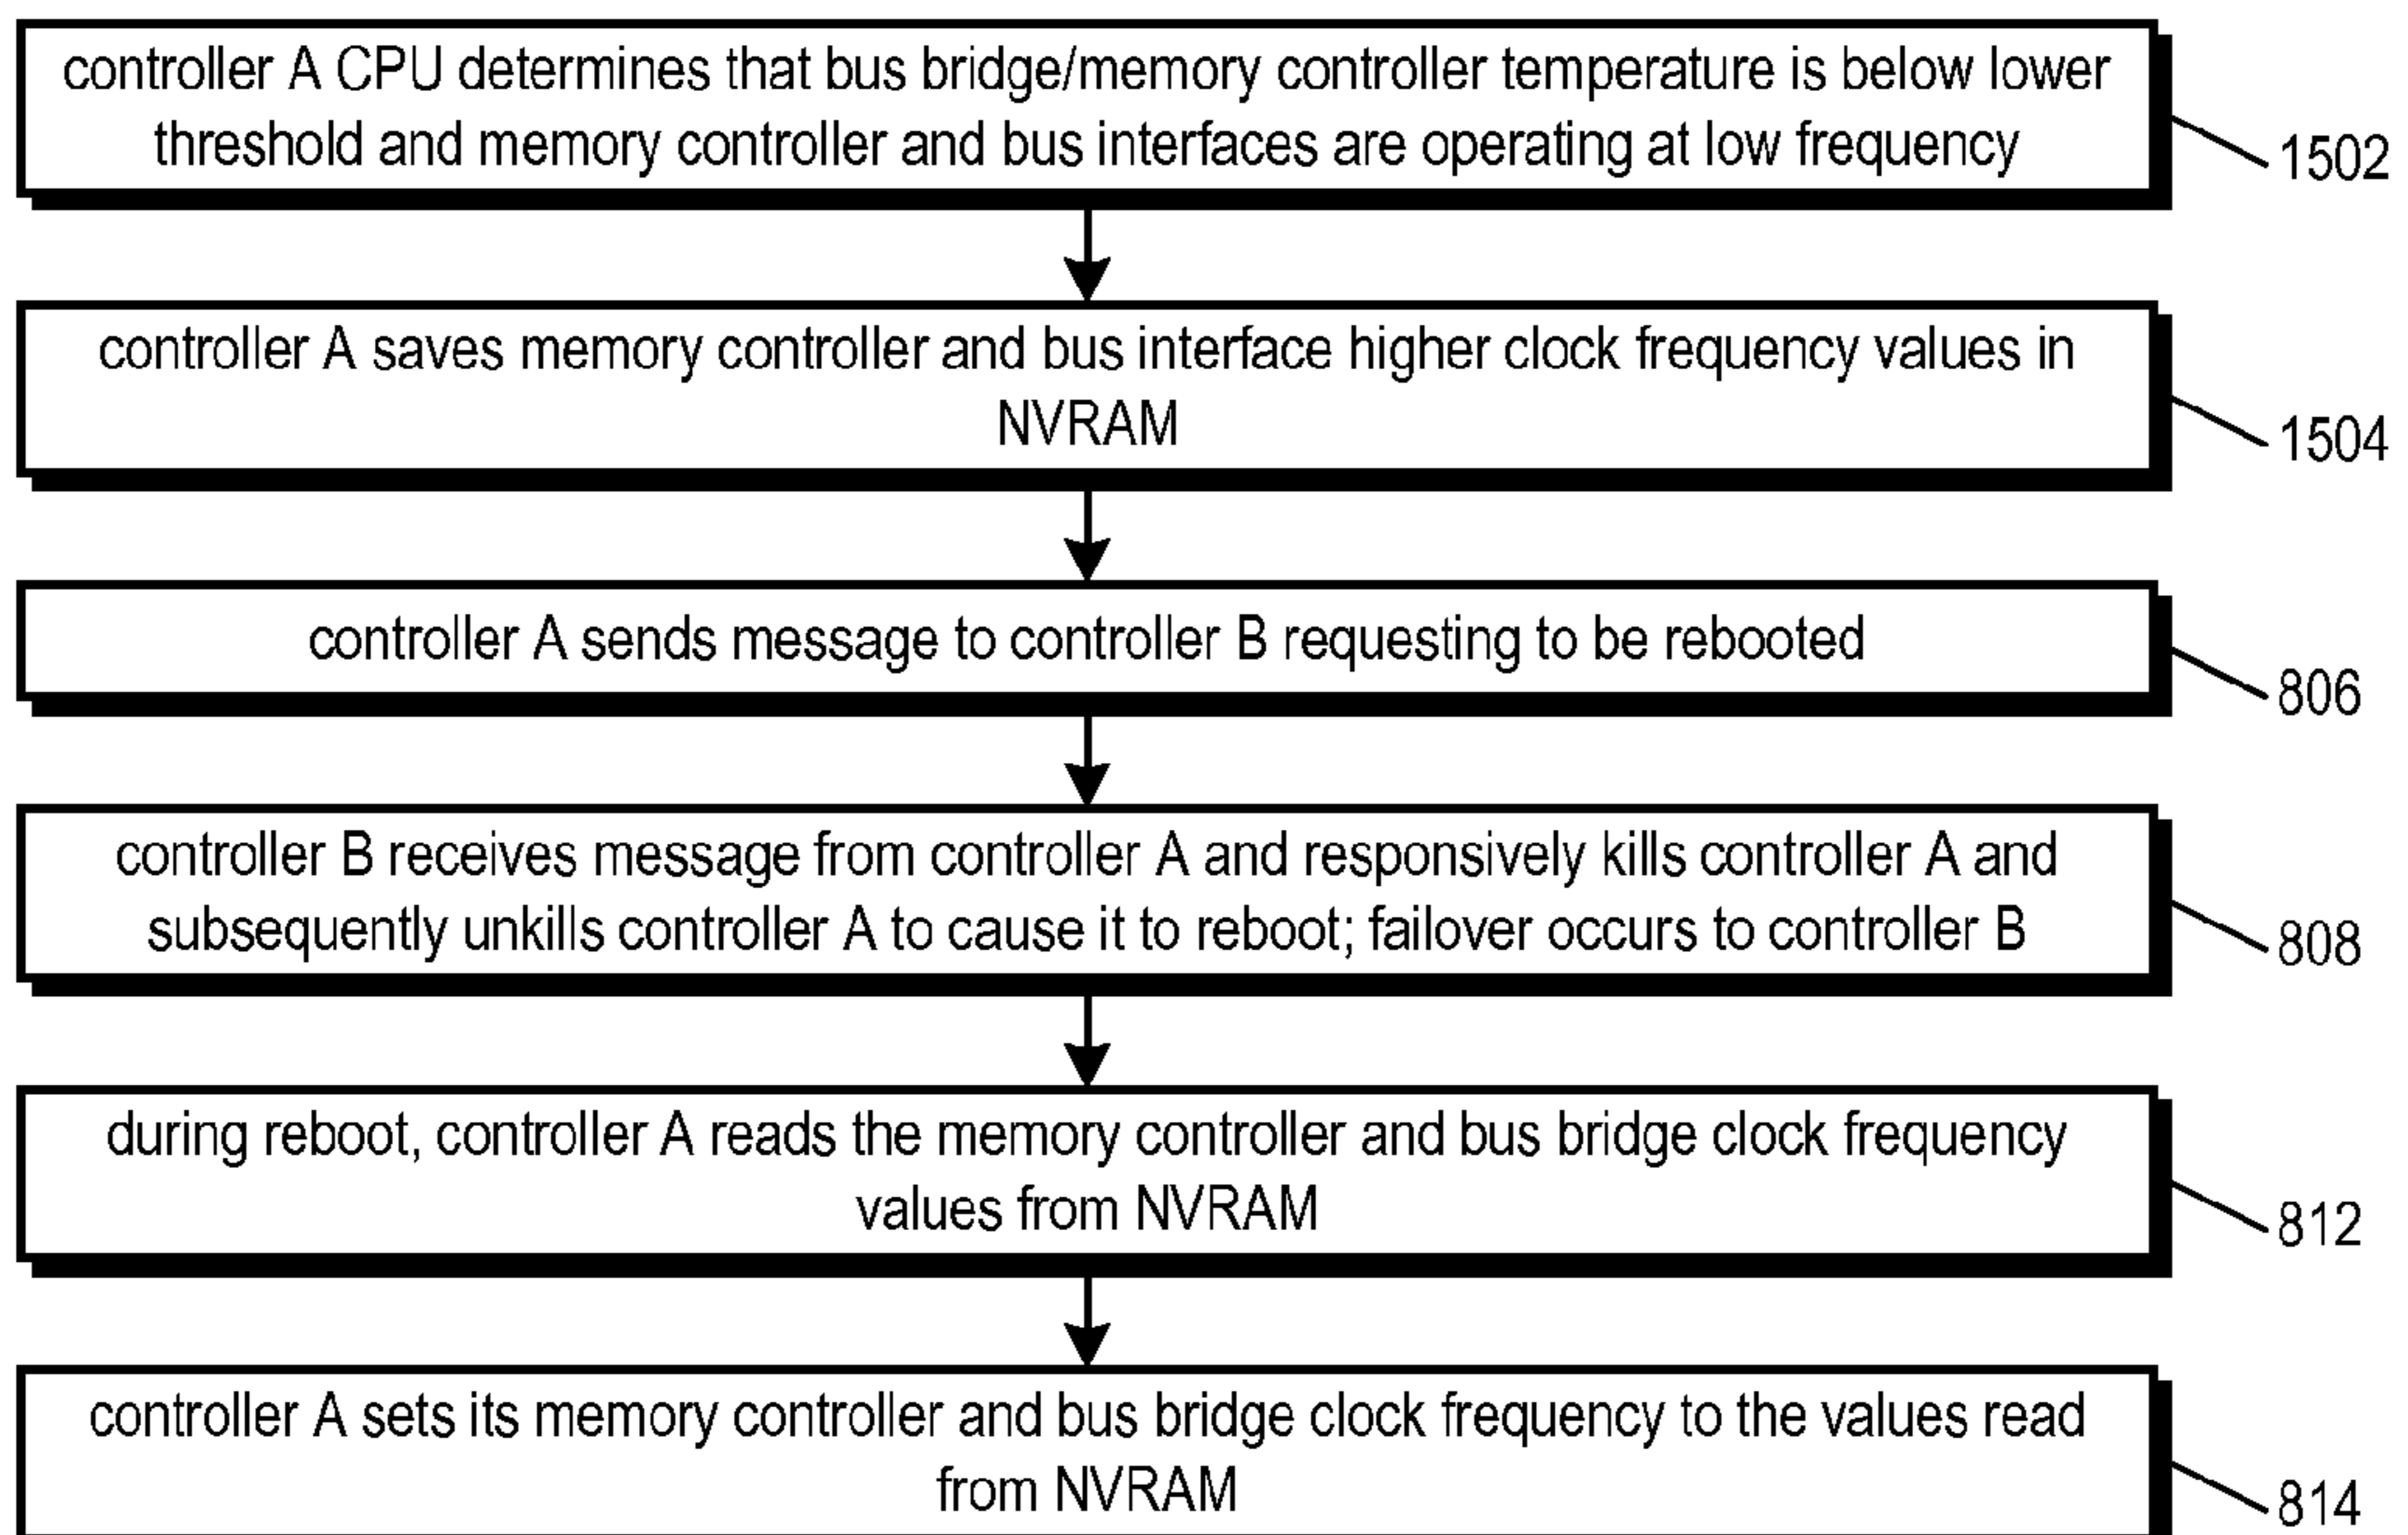 controller A CPU determines that bus bridge/memory controller temperature is below lower
threshold and memory controller and bus interfaces are operating at low frequency
1502
controller A saves memory controller and bus interface higher clock frequency values in
NVRAM
1504
controller A sends message to controller B requesting to be rebooted
806
controller B receives message from controller A and responsively kills controller A and
subsequently unkills controller A to cause it to reboot; failover occurs to controller B
808
during reboot, controller A reads the memory controller and bus bridge clock frequency
values from NVRAM
812
controller A sets its memory controller and bus bridge clock frequency to the values read
from NVRAM
814